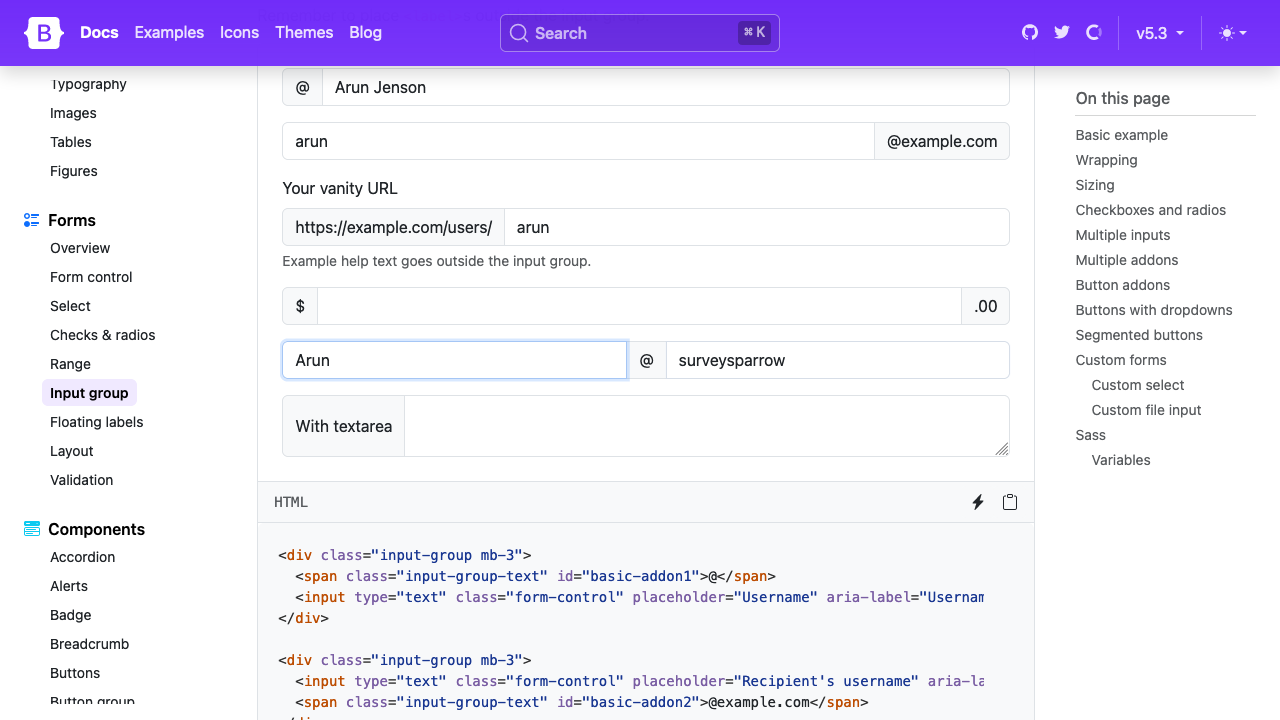 B Docs Examples Icons Themes Blog Search ⌘ K v5.3
Typography
Images
Tables
Figures
Forms
Overview
Form control
Select
Checks & radios
Range
Input group
Floating labels
Layout
Validation
Components
Accordion
Alerts
Badge
Breadcrumb
Buttons
Button group
@ Arun Jenson
arun @example.com
Your vanity URL
https://example.com/users/ arun
Example help text goes outside the input group.
$ .00
Arun @ surveysparrow
With textarea
HTML
<div class="input-group mb-3">
<span class="input-group-text" id="basic-addon1">@</span>
<input type="text" class="form-control" placeholder="Username" aria-label="Usernam
</div>
<div class="input-group mb-3">
<input type="text" class="form-control" placeholder="Recipient's username" aria-la
<span class="input-group-text" id="basic-addon2">@example.com</span>
On this page
Basic example
Wrapping
Sizing
Checkboxes and radios
Multiple inputs
Multiple addons
Button addons
Buttons with dropdowns
Segmented buttons
Custom forms
Custom select
Custom file input
Sass
Variables